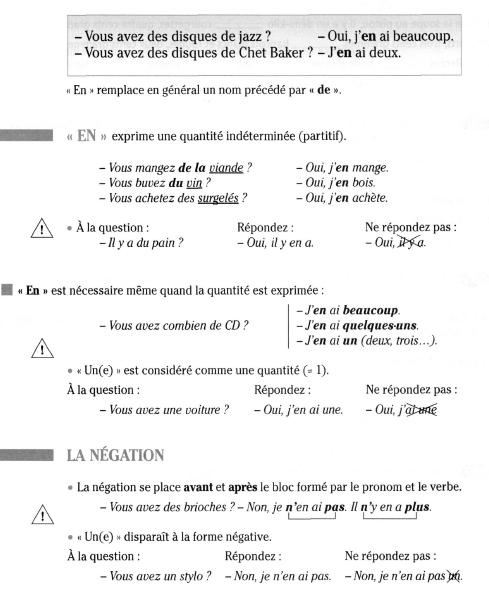 – Vous avez des disques de jazz ? – Oui, j'en ai beaucoup.
– Vous avez des disques de Chet Baker ? – J'en ai deux.
« En » remplace en général un nom précédé par « de ».
« EN » exprime une quantité indéterminée (partitif).
– Vous mangez de la viande ? – Oui, j'en mange.
– Vous buvez du vin ? – Oui, j'en bois.
– Vous achetez des surgelés ? – Oui, j'en achète.
• À la question : Répondez : Ne répondez pas :
– Il y a du pain ? – Oui, il y en a. – Oui, il y a.
« En » est nécessaire même quand la quantité est exprimée :
– J'en ai beaucoup.
– Vous avez combien de CD ? – J'en ai quelques-uns.
– J'en ai un (deux, trois…).
• « Un(e) » est considéré comme une quantité (= 1).
À la question : Répondez : Ne répondez pas :
– Vous avez une voiture ? – Oui, j'en ai une. – Oui, j'ai une
LA NÉGATION
• La négation se place avant et après le bloc formé par le pronom et le verbe.
– Vous avez des brioches ? – Non, je n'en ai pas. Il n'y en a plus.
• « Un(e) » disparaît à la forme négative.
À la question : Répondez : Ne répondez pas :
– Vous avez un stylo ? – Non, je n'en ai pas. – Non, je n'en ai pas un.